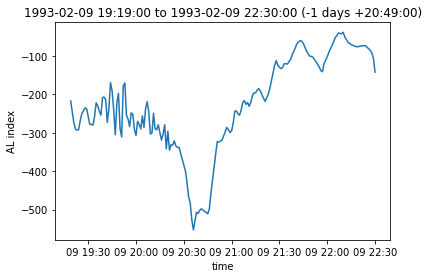 1993-02-09 19:19:00 to 1993-02-09 22:30:00 (-1 days +20:49:00)
−100
−200
−300
−400
−500
AL index
09 19:30 09 20:00 09 20:30 09 21:00 09 21:30 09 22:00 09 22:30
time